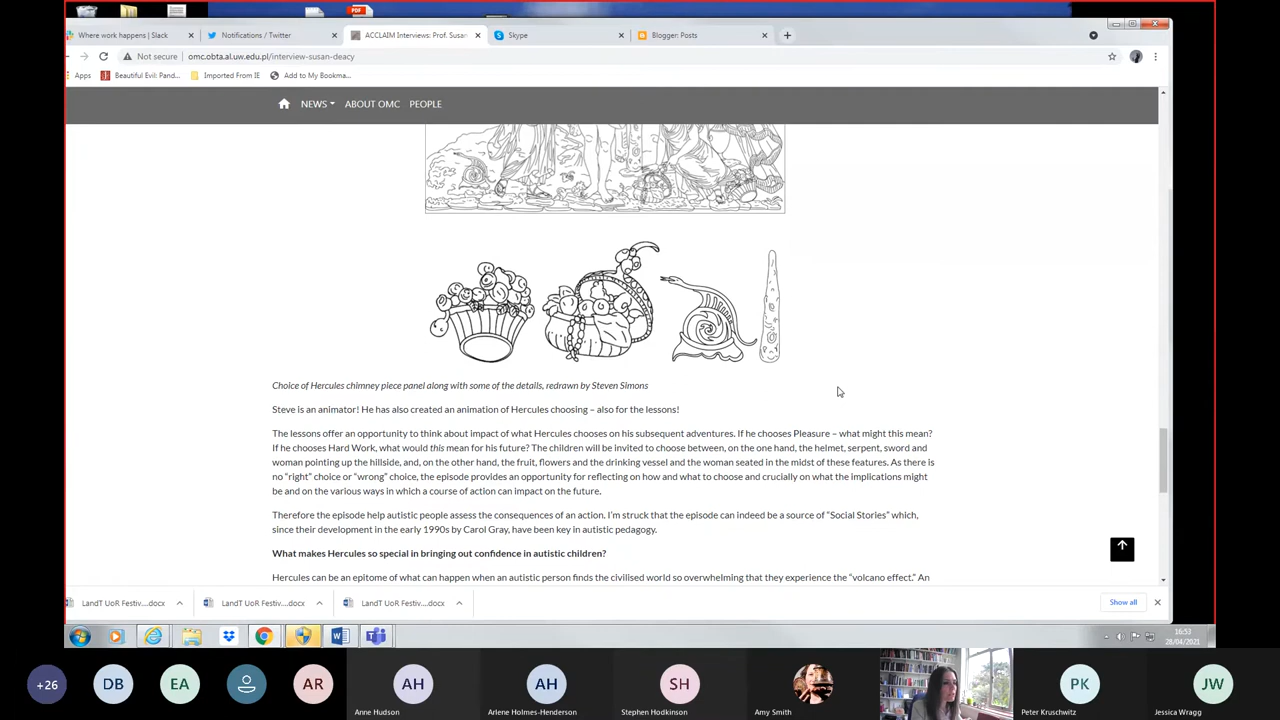 PDF
Where work happens | Slack
Notifications / Twitter
ACCLAIM Interviews: Prof. Susan
Skype
Blogger: Posts
Not secure
omc.obta.al.uw.edu.pl/interview-susan-deacy
Apps
Beautiful Evil: Pand...
Imported From IE
Add to My Bookma...
NEWS
ABOUT OMC
PEOPLE
Choice of Hercules chimney piece panel along with some of the details, redrawn by Steven Simons
Steve is an animator! He has also created an animation of Hercules choosing – also for the lessons!
The lessons offer an opportunity to think about impact of what Hercules chooses on his subsequent adventures. If he chooses Pleasure – what might this mean?
If he chooses Hard Work, what would this mean for his future? The children will be invited to choose between, on the one hand, the helmet, serpent, sword and
woman pointing up the hillside, and, on the other hand, the fruit, flowers and the drinking vessel and the woman seated in the midst of these features. As there is
no "right" choice or "wrong" choice, the episode provides an opportunity for reflecting on how and what to choose and crucially on what the implications might
be and on the various ways in which a course of action can impact on the future.
Therefore the episode help autistic people assess the consequences of an action. I'm struck that the episode can indeed be a source of "Social Stories" which,
since their development in the early 1990s by Carol Gray, have been key in autistic pedagogy.
What makes Hercules so special in bringing out confidence in autistic children?
Hercules can be an epitome of what can happen when an autistic person finds the civilised world so overwhelming that they experience the "volcano effect." An
LandT UoR Festiv....docx
LandT UoR Festiv....docx
LandT UoR Festiv....docx
Show all
16:53
28/04/2021
+26
DB
EA
AR
AH
AH
SH
PK
JW
Anne Hudson
Arlene Holmes-Henderson
Stephen Hodkinson
Amy Smith
Peter Kruschwitz
Jessica Wragg